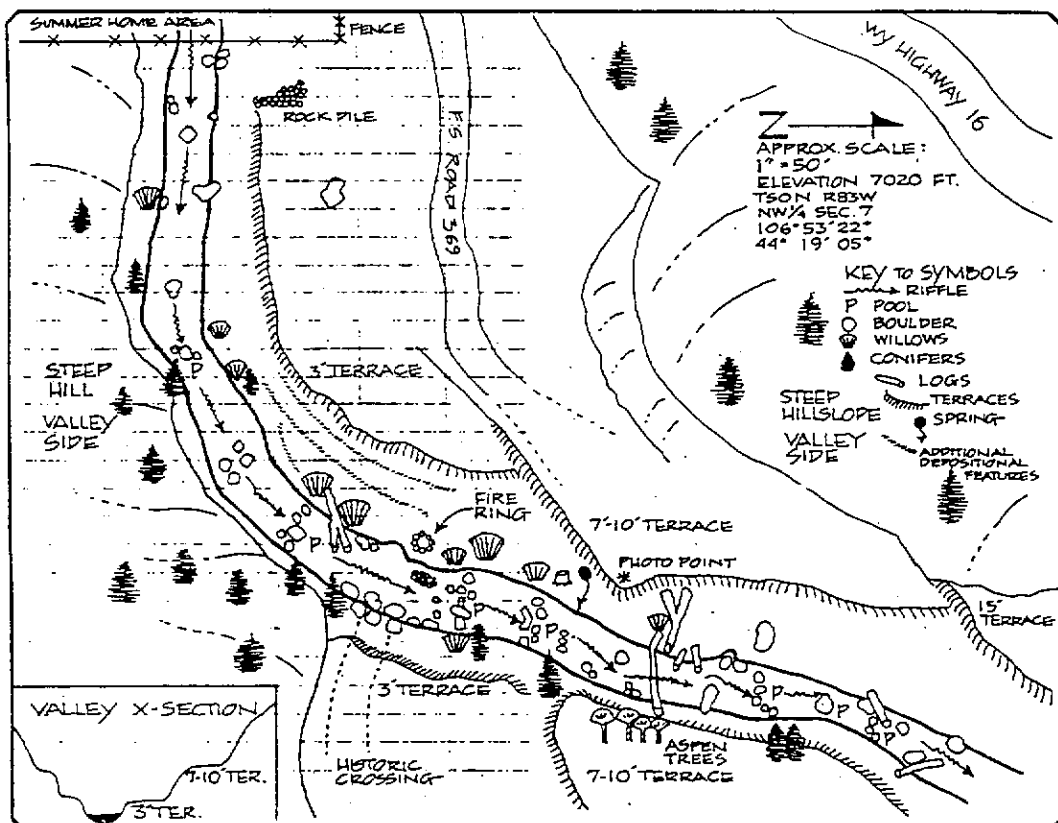 SUMMER HOME AREA
FENCE
ROCK PILE
F.S. ROAD 369
WY HIGHWAY 16
N
APPROX. SCALE:
1" = 50'
ELEVATION 7020 FT.
T50N R83W
NW¼ SEC. 7
106° 53' 22"
44° 19' 05"
KEY TO SYMBOLS
RIFFLE
P POOL
BOULDER
WILLOWS
CONIFERS
LOGS
TERRACES
SPRING
ADDITIONAL
DEPOSITIONAL
FEATURES
STEEP
HILLSLOPE
VALLEY
SIDE
STEEP
HILL
VALLEY
SIDE
P
3' TERRACE
FIRE
RING
P
7'-10' TERRACE
PHOTO POINT
*
15'
TERRACE
P
P
P
P
P
3' TERRACE
HISTORIC
CROSSING
ASPEN
TREES
7-10' TERRACE
VALLEY X-SECTION
7-10' TER.
3' TER.